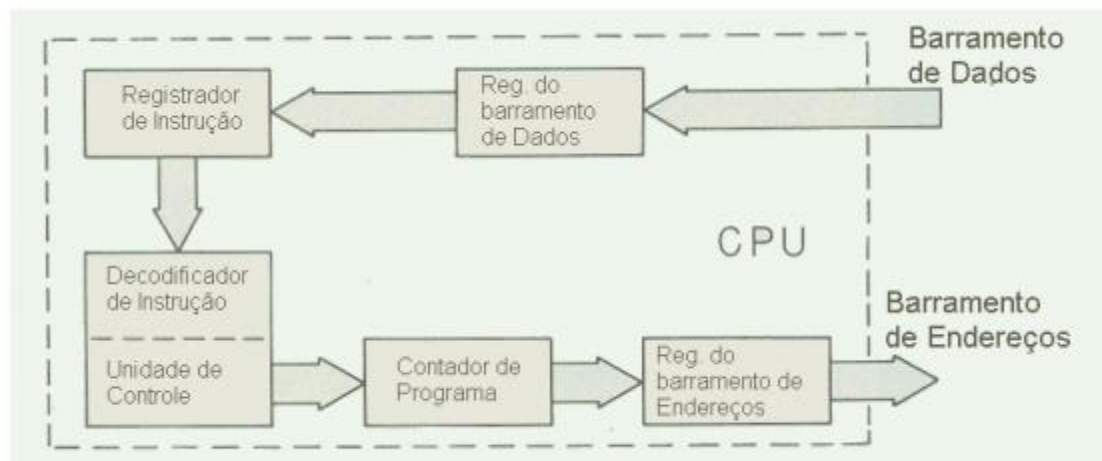 Barramento
de Dados
Registrador
de Instrução
Reg. do
barramento
de Dados
CPU
Decodificador
de Instrução
Unidade de
Controle
Contador de
Programa
Reg. do
barramento de
Endereços
Barramento
de Endereços